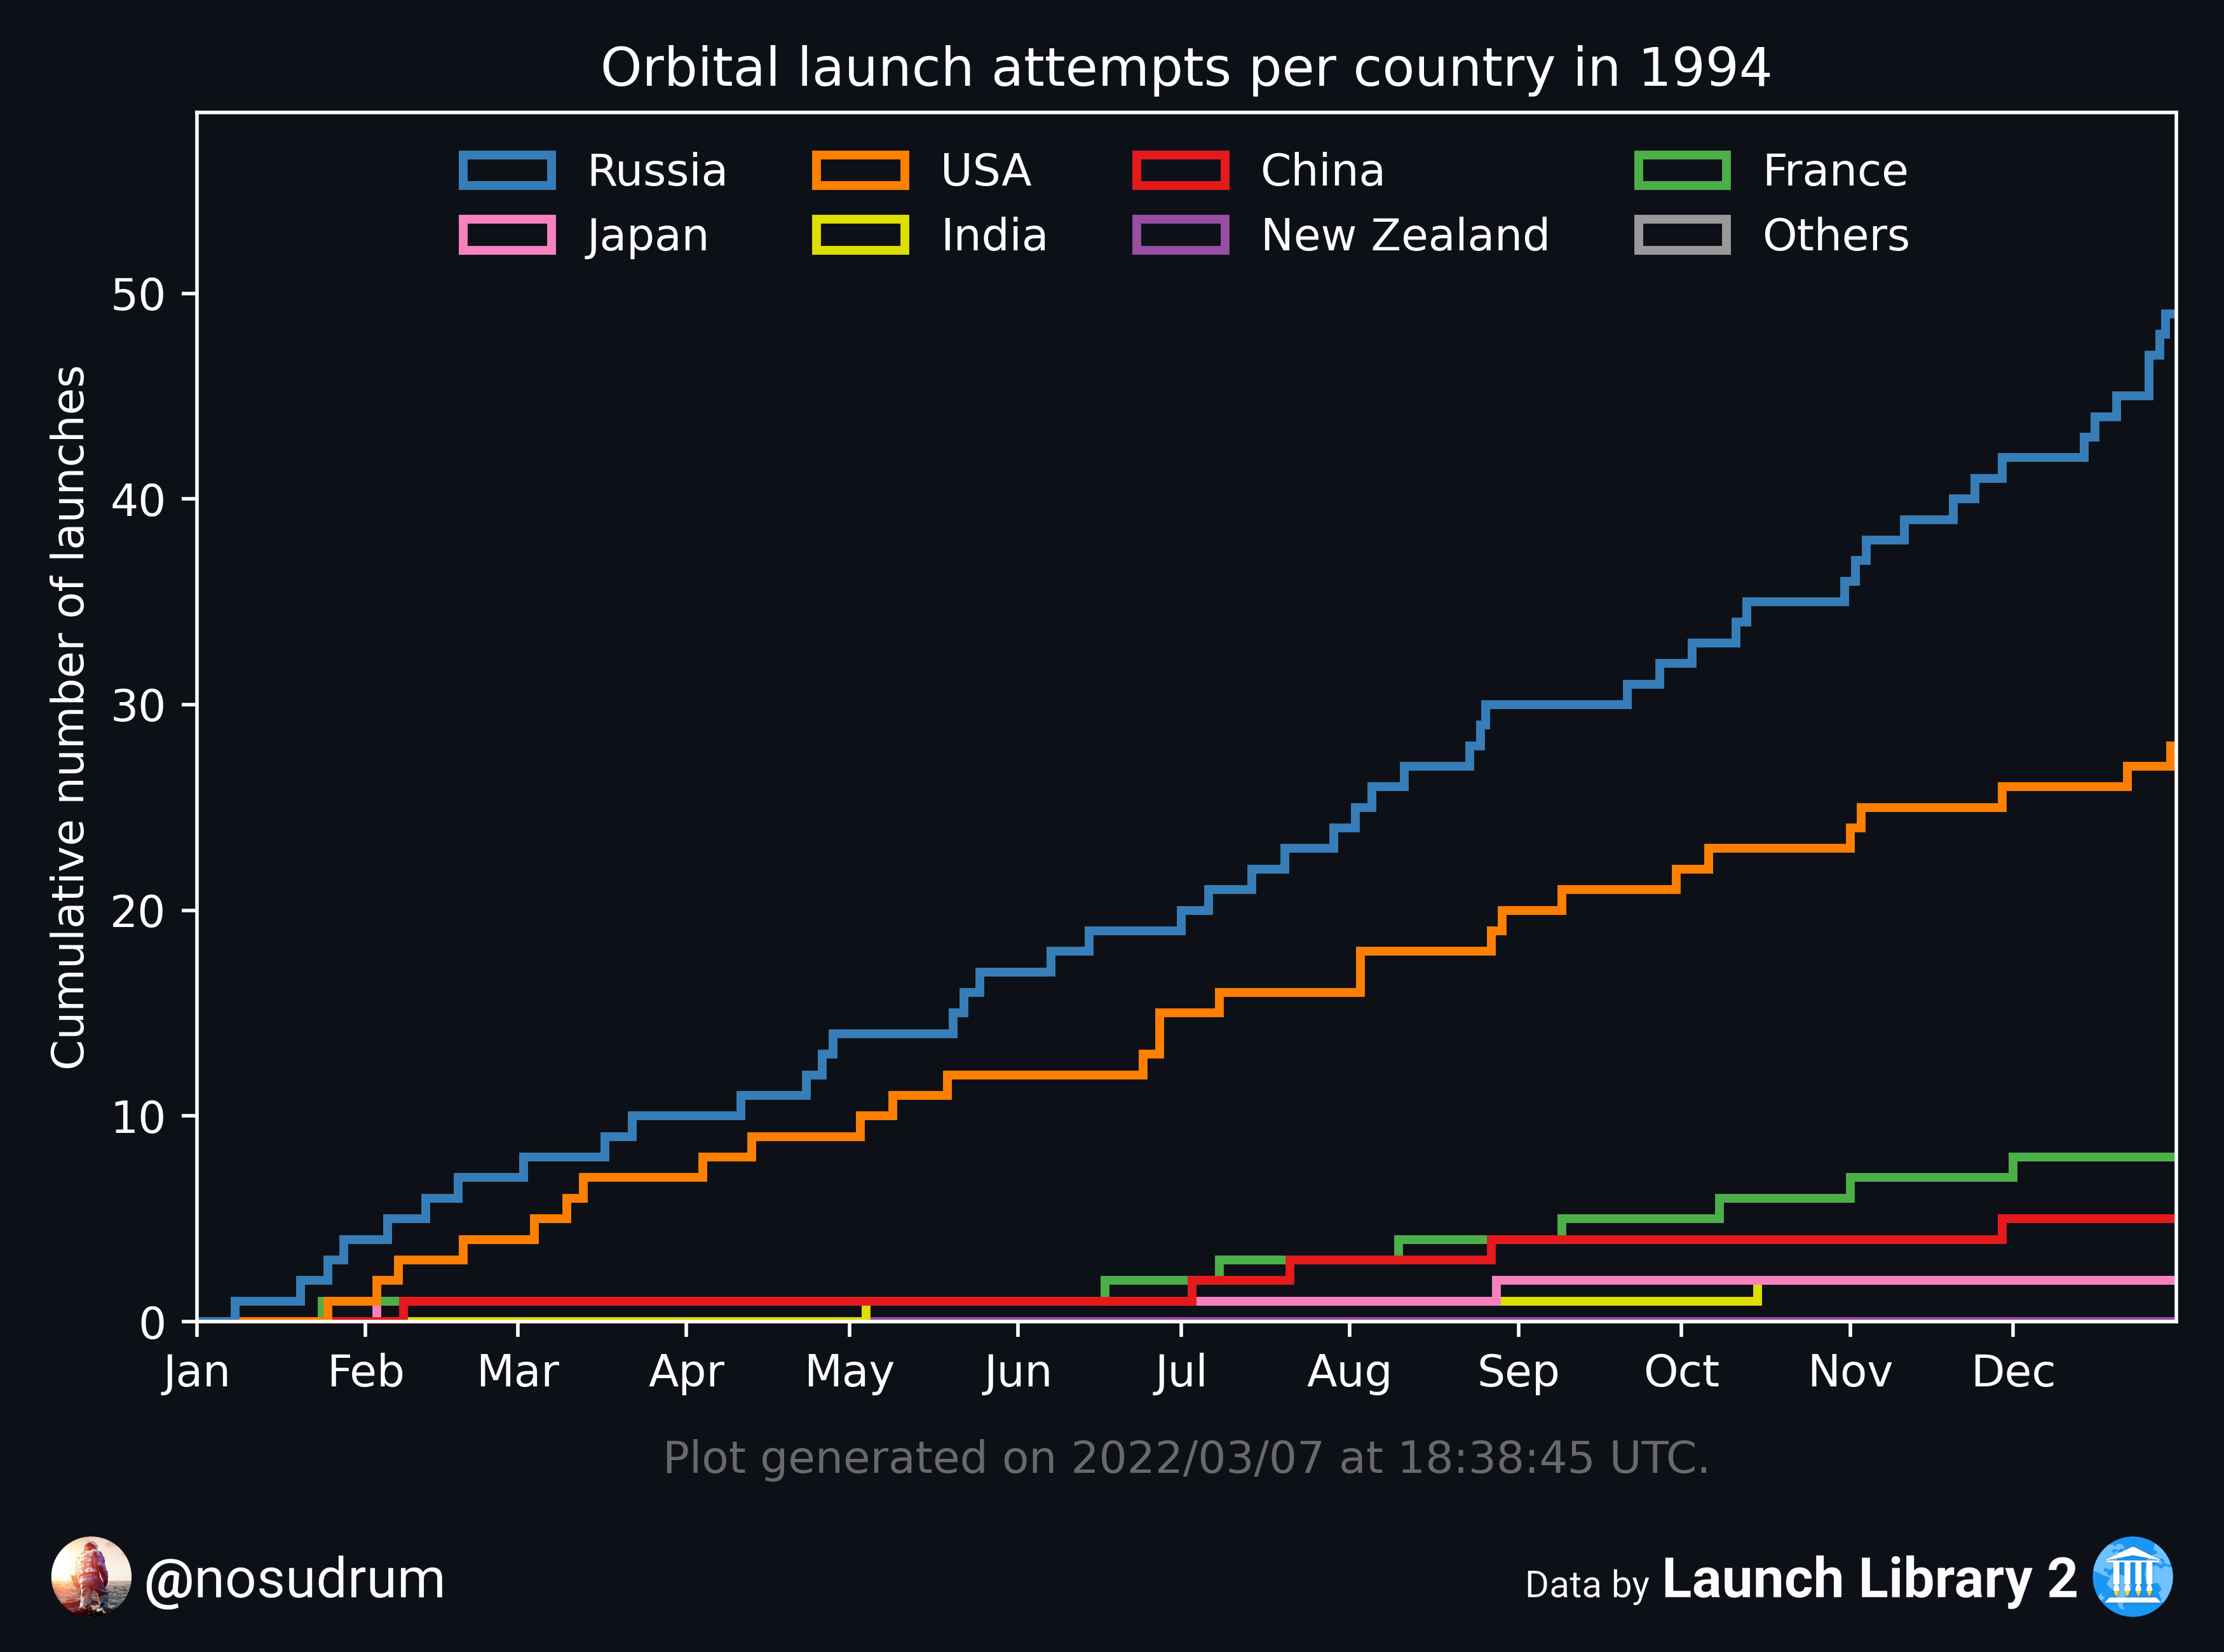 Orbital launch attempts per country in 1994
Russia USA China France
Japan India New Zealand Others
Cumulative number of launches
50
40
30
20
10
0
Jan Feb Mar Apr May Jun Jul Aug Sep Oct Nov Dec
Plot generated on 2022/03/07 at 18:38:45 UTC.
@nosudrum
Data by Launch Library 2